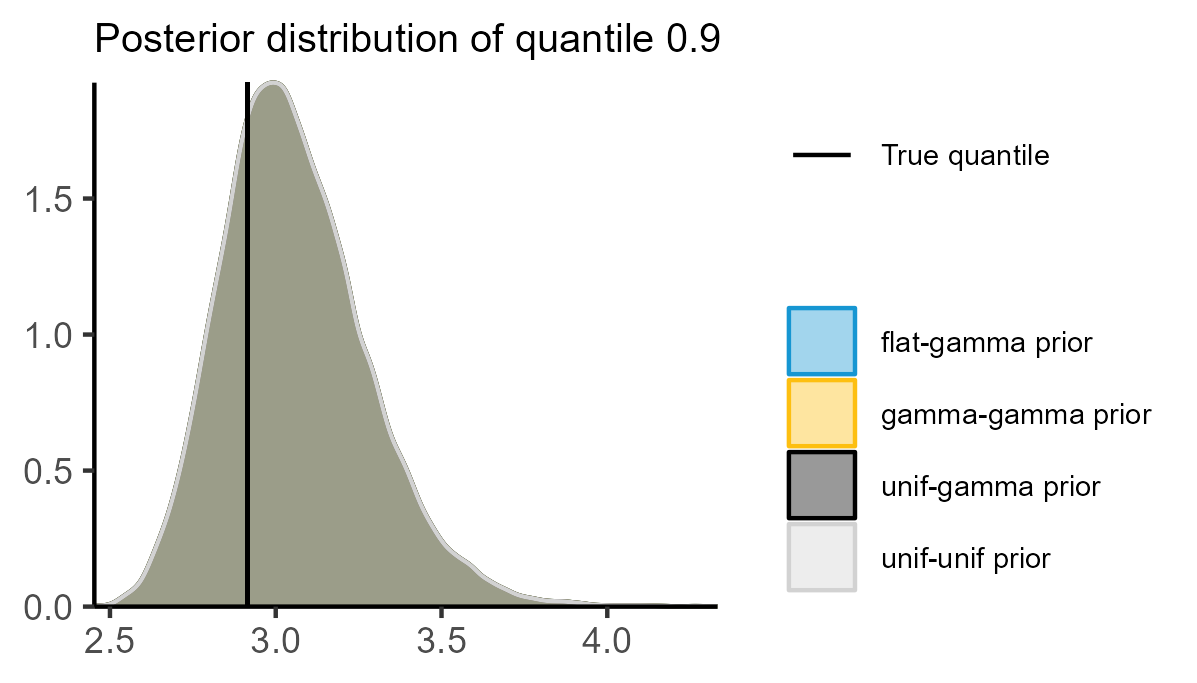 Posterior distribution of quantile 0.9
1.5
1.0
0.5
0.0
2.5 3.0 3.5 4.0
True quantile
flat-gamma prior
gamma-gamma prior
unif-gamma prior
unif-unif prior